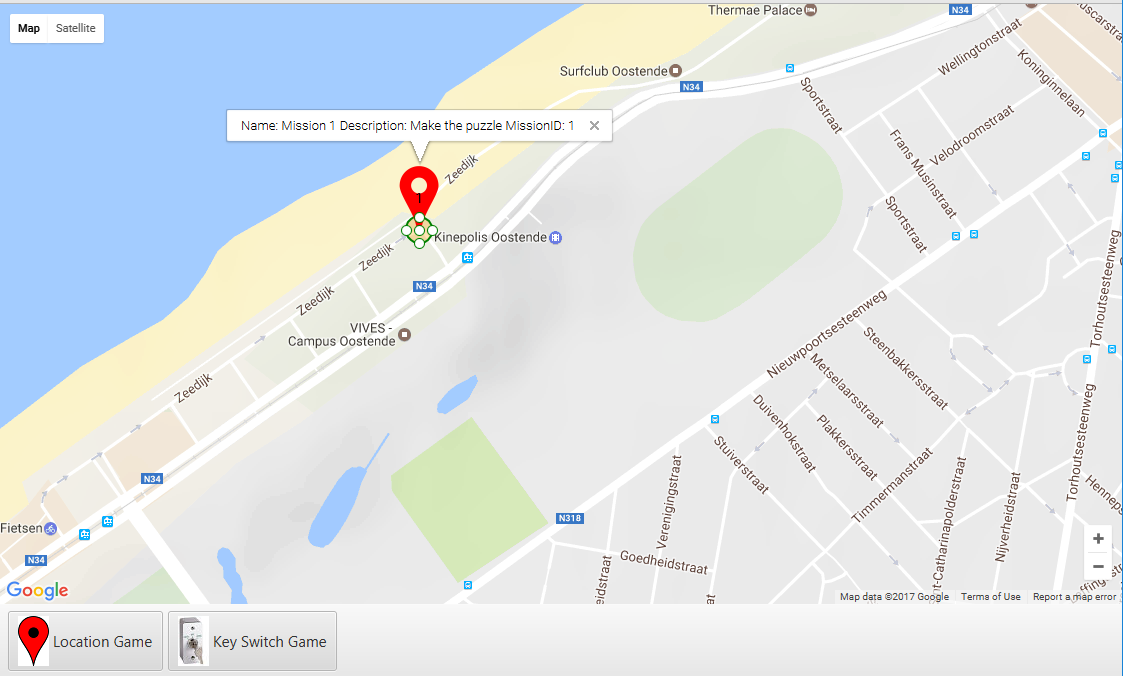 Map Satellite
Thermae Palace
N34
Surfclub Oostende
N34
Wellingtonstraat
Koninginnelaan
Sportstraat
Velodroomstraat
Frans Musinstraat
Name: Mission 1 Description: Make the puzzle MissionID: 1 ×
Zeedijk
1
Sportstraat
Kinepolis Oostende
Zeedijk
N34
Zeedijk
VIVES -
Campus Oostende
Nieuwpoortsesteenweg
Torhoutsesteenweg
Steenbakkersstraat
Metselaarsstraat
Zeedijk
Duivenhokstraat
Plakkersstraat
Torhoutsesteenweg
Stuiverstraat
Timmermanstraat
N34
Verenigingstraat
Nijverheidstraat
N318
Fietsen
Goedheidstraat
N34
Google
+
−
Map data ©2017 Google Terms of Use Report a map error
Location Game Key Switch Game